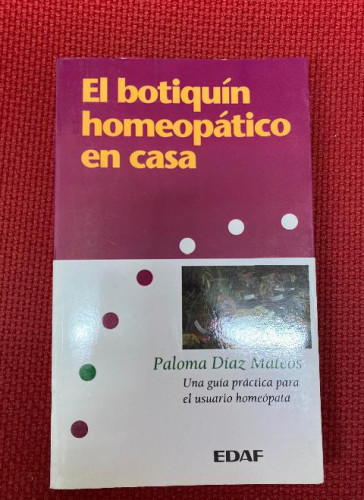 El botiquín
homeopático
en casa
Paloma Díaz Mateos
Una guía práctica para
el usuario homeópata
EDAF